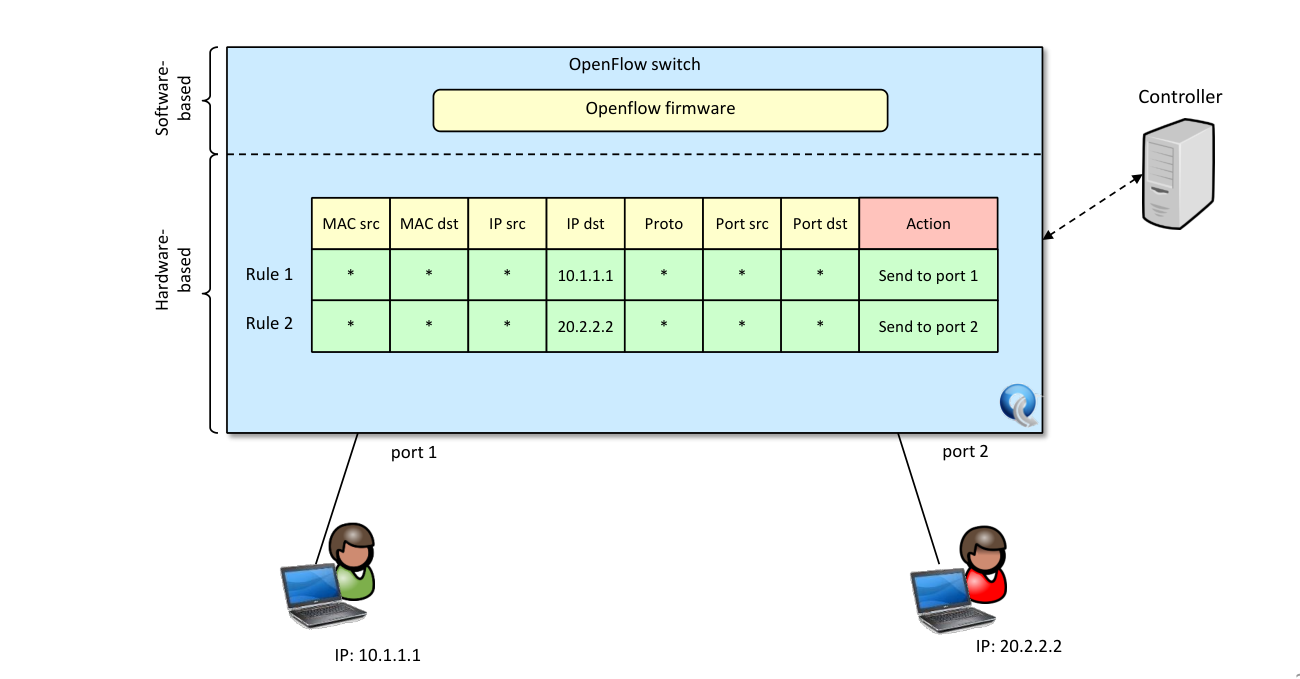 OpenFlow switch
Openflow firmware
Software-
based
Controller
MAC src MAC dst IP src IP dst Proto Port src Port dst Action
Rule 1 * * * 10.1.1.1 * * * Send to port 1
Rule 2 * * * 20.2.2.2 * * * Send to port 2
Hardware-
based
port 1
port 2
IP: 10.1.1.1
IP: 20.2.2.2